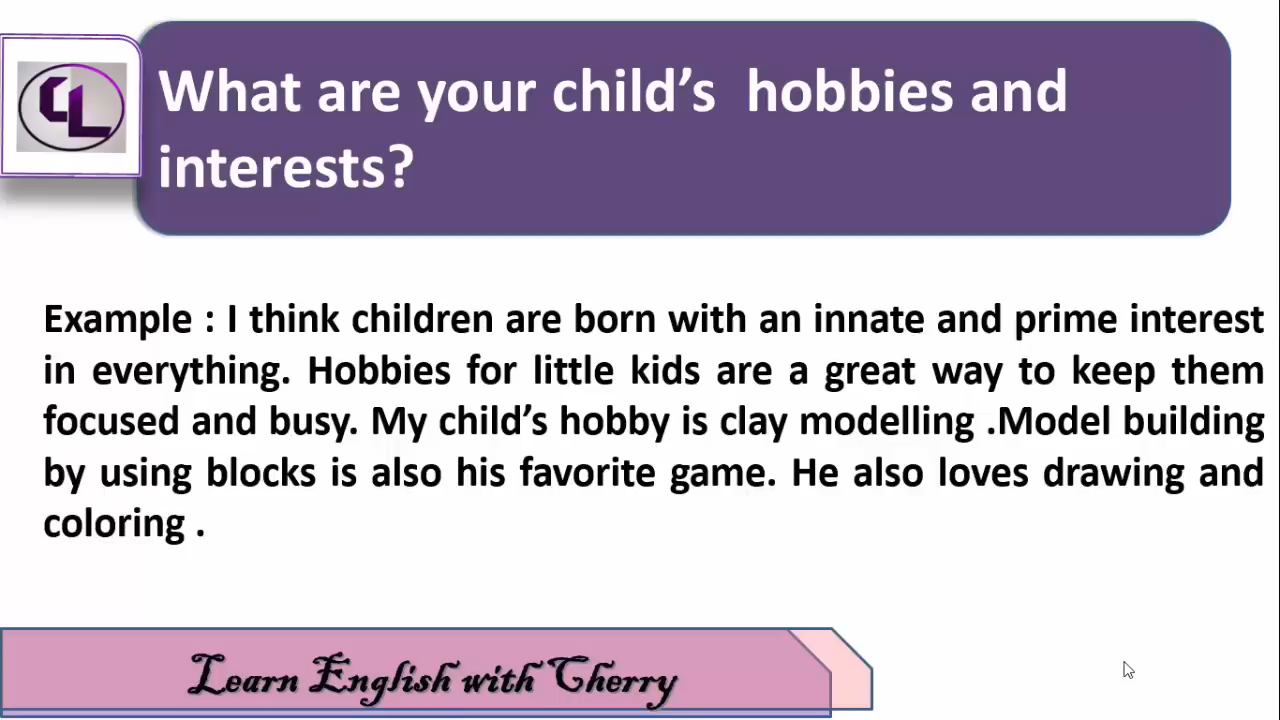 CL
What are your child’s  hobbies and
interests?
Example : I think children are born with an innate and prime interest
in everything. Hobbies for little kids are a great way to keep them
focused and busy. My child’s hobby is clay modelling .Model building
by using blocks is also his favorite game. He also loves drawing and
coloring .
Learn English with Cherry